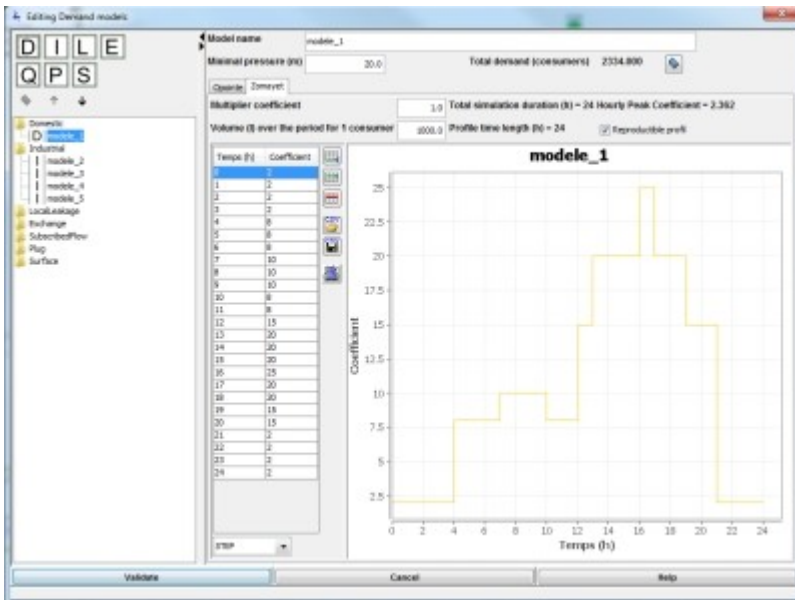 Editing Demand models
D I L E
Q P S
Domestic
D modele_1
Industrial
I modele_2
I modele_3
I modele_4
I modele_5
LocalLeakage
Exchange
SubscribedFlow
Plug
Surface
Model name modele_1
Minimal pressure (m) 20.0 Total demand (consumers) 2334.000
Zomayet
Multiplier coefficient 1.0 Total simulation duration (h) = 24 Hourly Peak Coefficient = 2.362
Volume (l) over the period for 1 consumer 1000.0 Profile time length (h) = 24 Reproductible profil
Temps (h) Coefficient
0 2
1 2
2 2
3 2
4 8
5 8
6 8
7 10
8 10
9 10
10 8
11 8
12 15
13 20
14 20
15 20
16 25
17 20
18 20
19 15
20 15
21 2
22 2
23 2
24 2
STEP
CSV
modele_1
Coefficient
25
22.5
20
17.5
15
12.5
10
7.5
5
2.5
0 2 4 6 8 10 12 14 16 18 20 22 24
Temps (h)
Validate Cancel Help